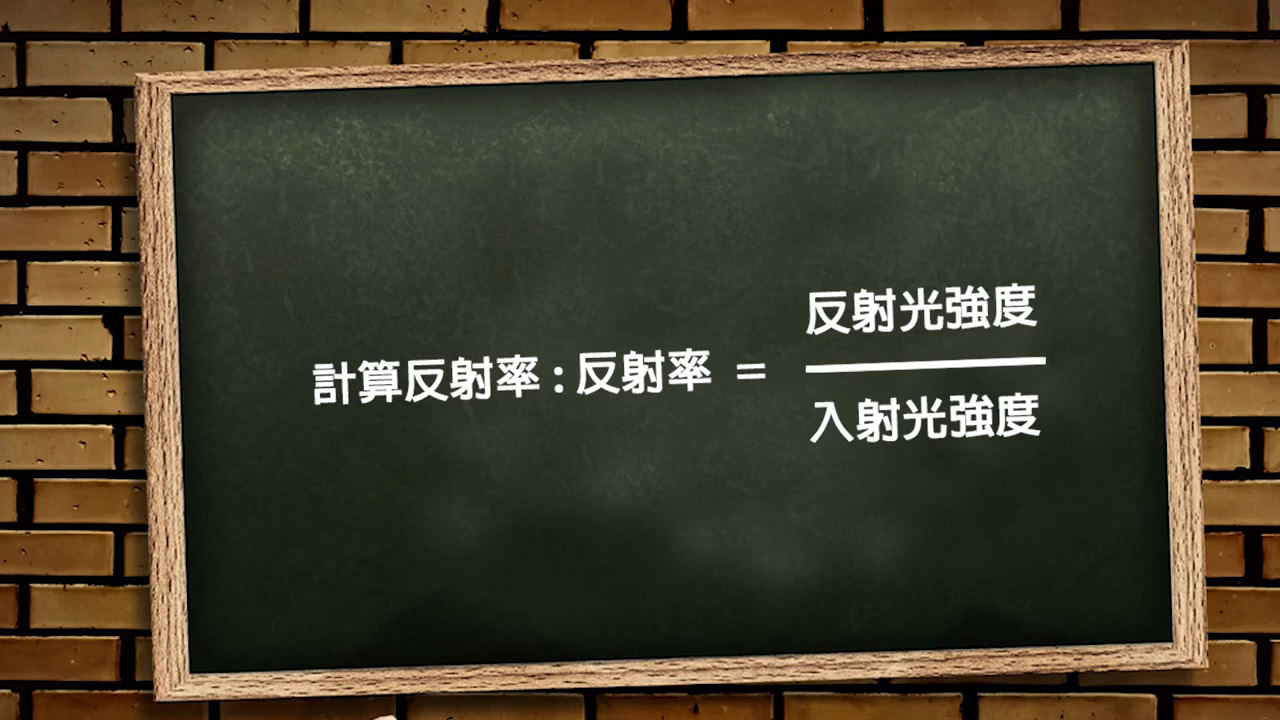 計算反射率 : 反射率 =
反射光強度
入射光強度